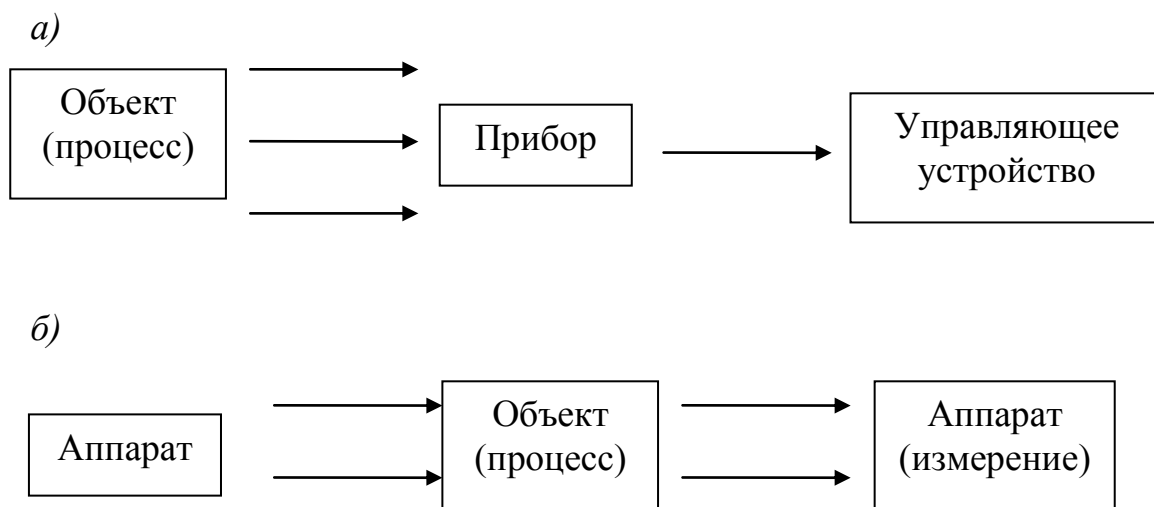 а)
Объект
(процесс)
Прибор
Управляющее
устройство
б)
Аппарат
Объект
(процесс)
Аппарат
(измерение)